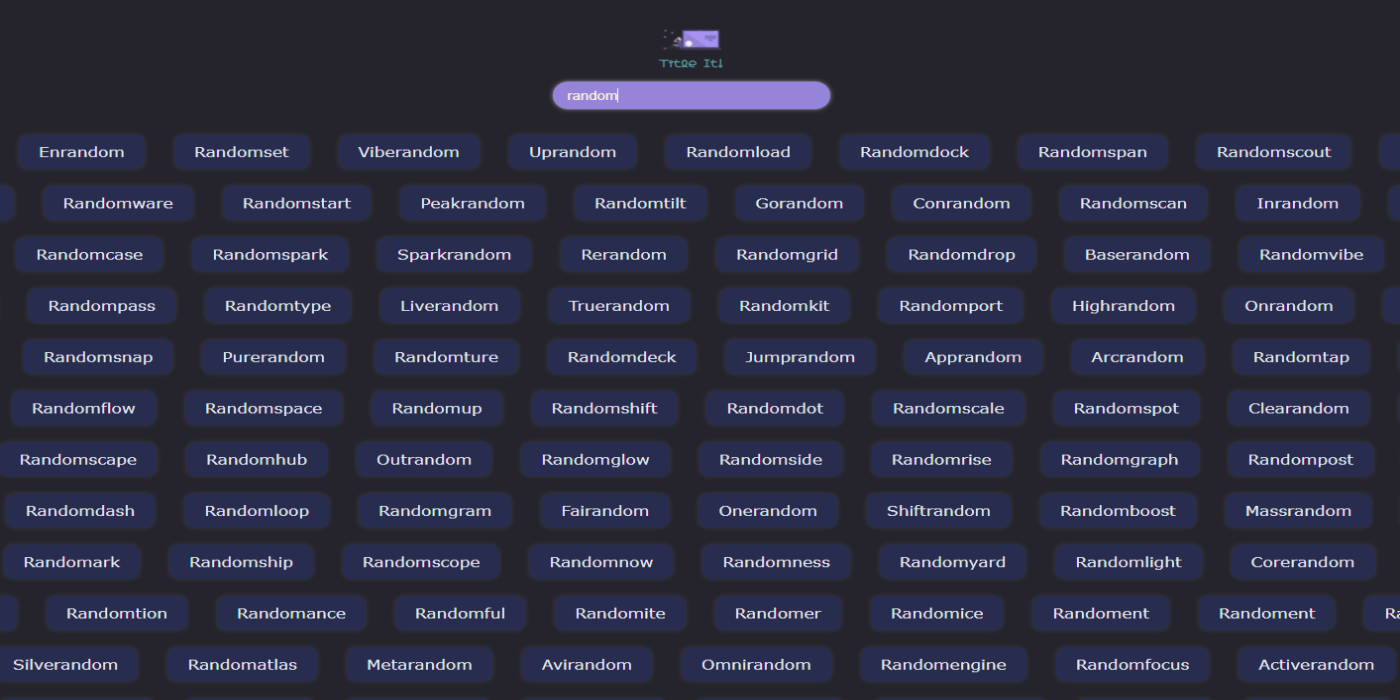 Title It!
random
Enrandom Randomset Viberandom Uprandom Randomload Randomdock Randomspan Randomscout
Randomware Randomstart Peakrandom Randomtilt Gorandom Conrandom Randomscan Inrandom
Randomcase Randomspark Sparkrandom Rerandom Randomgrid Randomdrop Baserandom Randomvibe
Randompass Randomtype Liverandom Truerandom Randomkit Randomport Highrandom Onrandom
Randomsnap Purerandom Randomture Randomdeck Jumprandom Apprandom Arcrandom Randomtap
Randomflow Randomspace Randomup Randomshift Randomdot Randomscale Randomspot Clearandom
Randomscape Randomhub Outrandom Randomglow Randomside Randomrise Randomgraph Randompost
Randomdash Randomloop Randomgram Fairandom Onerandom Shiftrandom Randomboost Massrandom
Randomark Randomship Randomscope Randomnow Randomness Randomyard Randomlight Corerandom
Randomtion Randomance Randomful Randomite Randomer Randomice Randoment Randoment
Silverandom Randomatlas Metarandom Avirandom Omnirandom Randomengine Randomfocus Activerandom